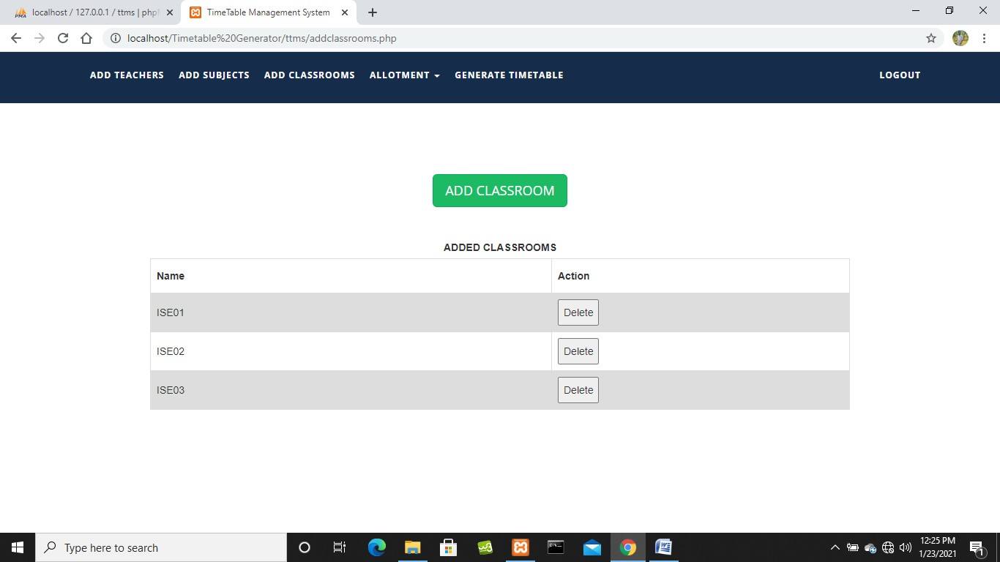 localhost / 127.0.0.1 / ttms | php
TimeTable Management System
localhost/Timetable%20Generator/ttms/addclassrooms.php
ADD TEACHERS ADD SUBJECTS ADD CLASSROOMS ALLOTMENT GENERATE TIMETABLE LOGOUT
ADD CLASSROOM
ADDED CLASSROOMS
Name Action
ISE01 Delete
ISE02 Delete
ISE03 Delete
Type here to search
12:25 PM
1/23/2021
1